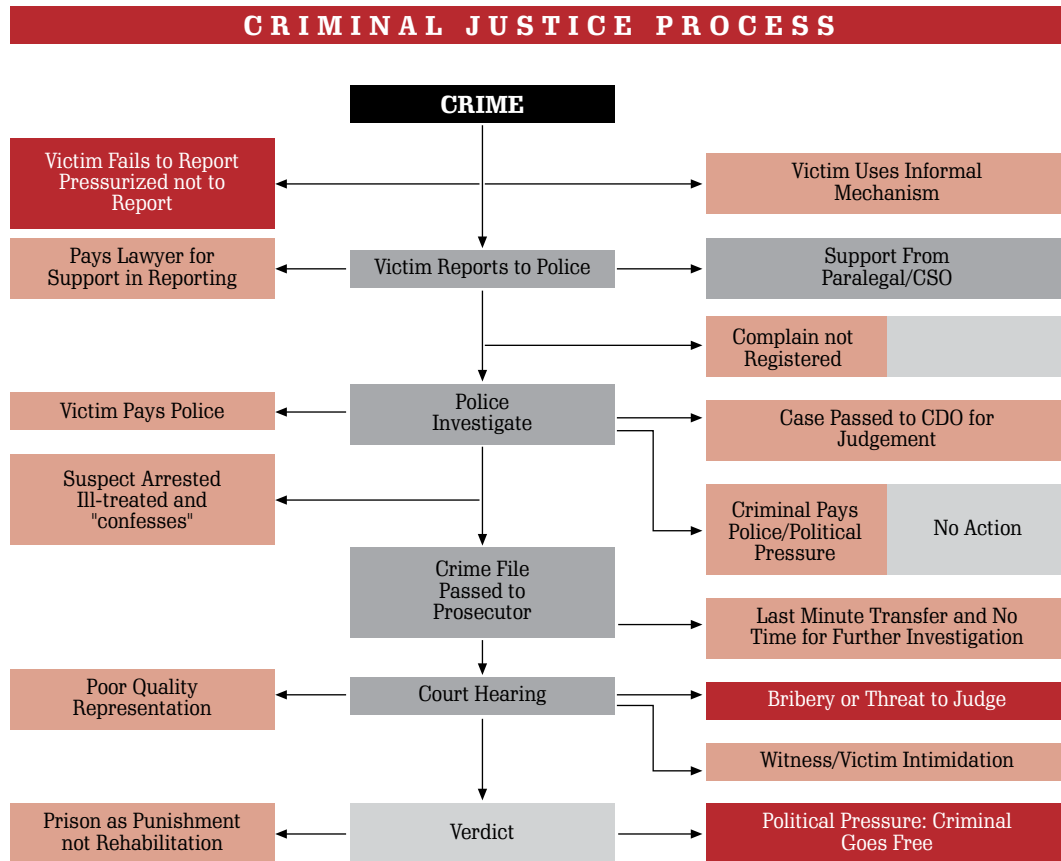 CRIMINAL JUSTICE PROCESS
CRIME
Victim Fails to Report
Pressurized not to
Report
Victim Uses Informal
Mechanism
Pays Lawyer for
Support in Reporting
Victim Reports to Police
Support From
Paralegal/CSO
Complain not
Registered
Victim Pays Police
Police
Investigate
Case Passed to CDO for
Judgement
Suspect Arrested
Ill-treated and
"confesses"
Criminal Pays
Police/Political
Pressure
No Action
Crime File
Passed to
Prosecutor
Last Minute Transfer and No
Time for Further Investigation
Poor Quality
Representation
Court Hearing
Bribery or Threat to Judge
Witness/Victim Intimidation
Prison as Punishment
not Rehabilitation
Verdict
Political Pressure: Criminal
Goes Free